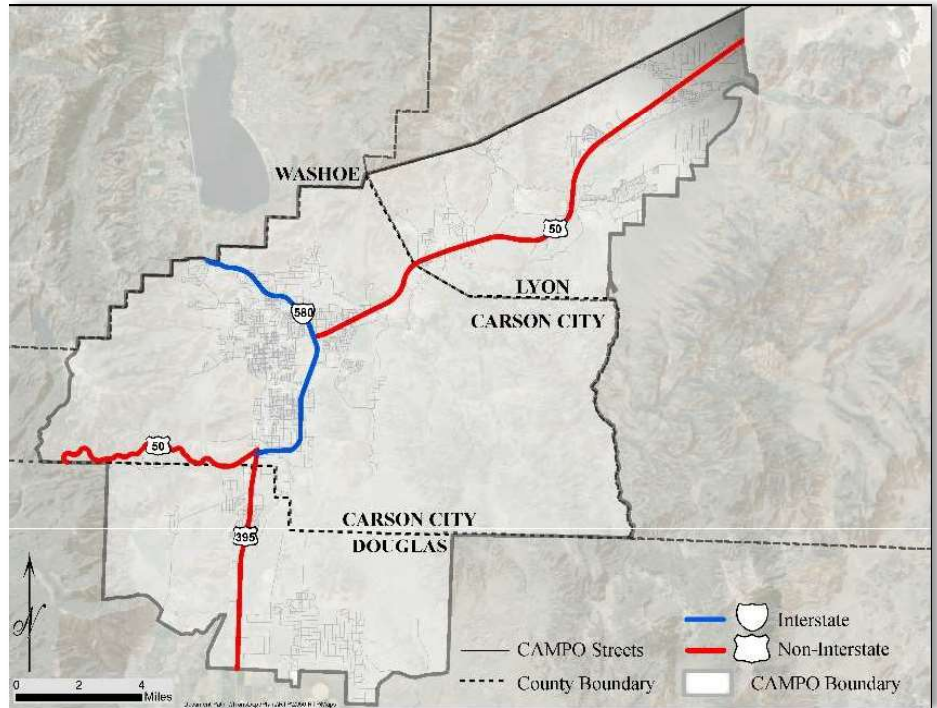 WASHOE
50
580
LYON
CARSON CITY
50
CARSON CITY
DOUGLAS
395
N
Interstate
Non-Interstate
CAMPO Streets
County Boundary
CAMPO Boundary
0 2 4
Miles